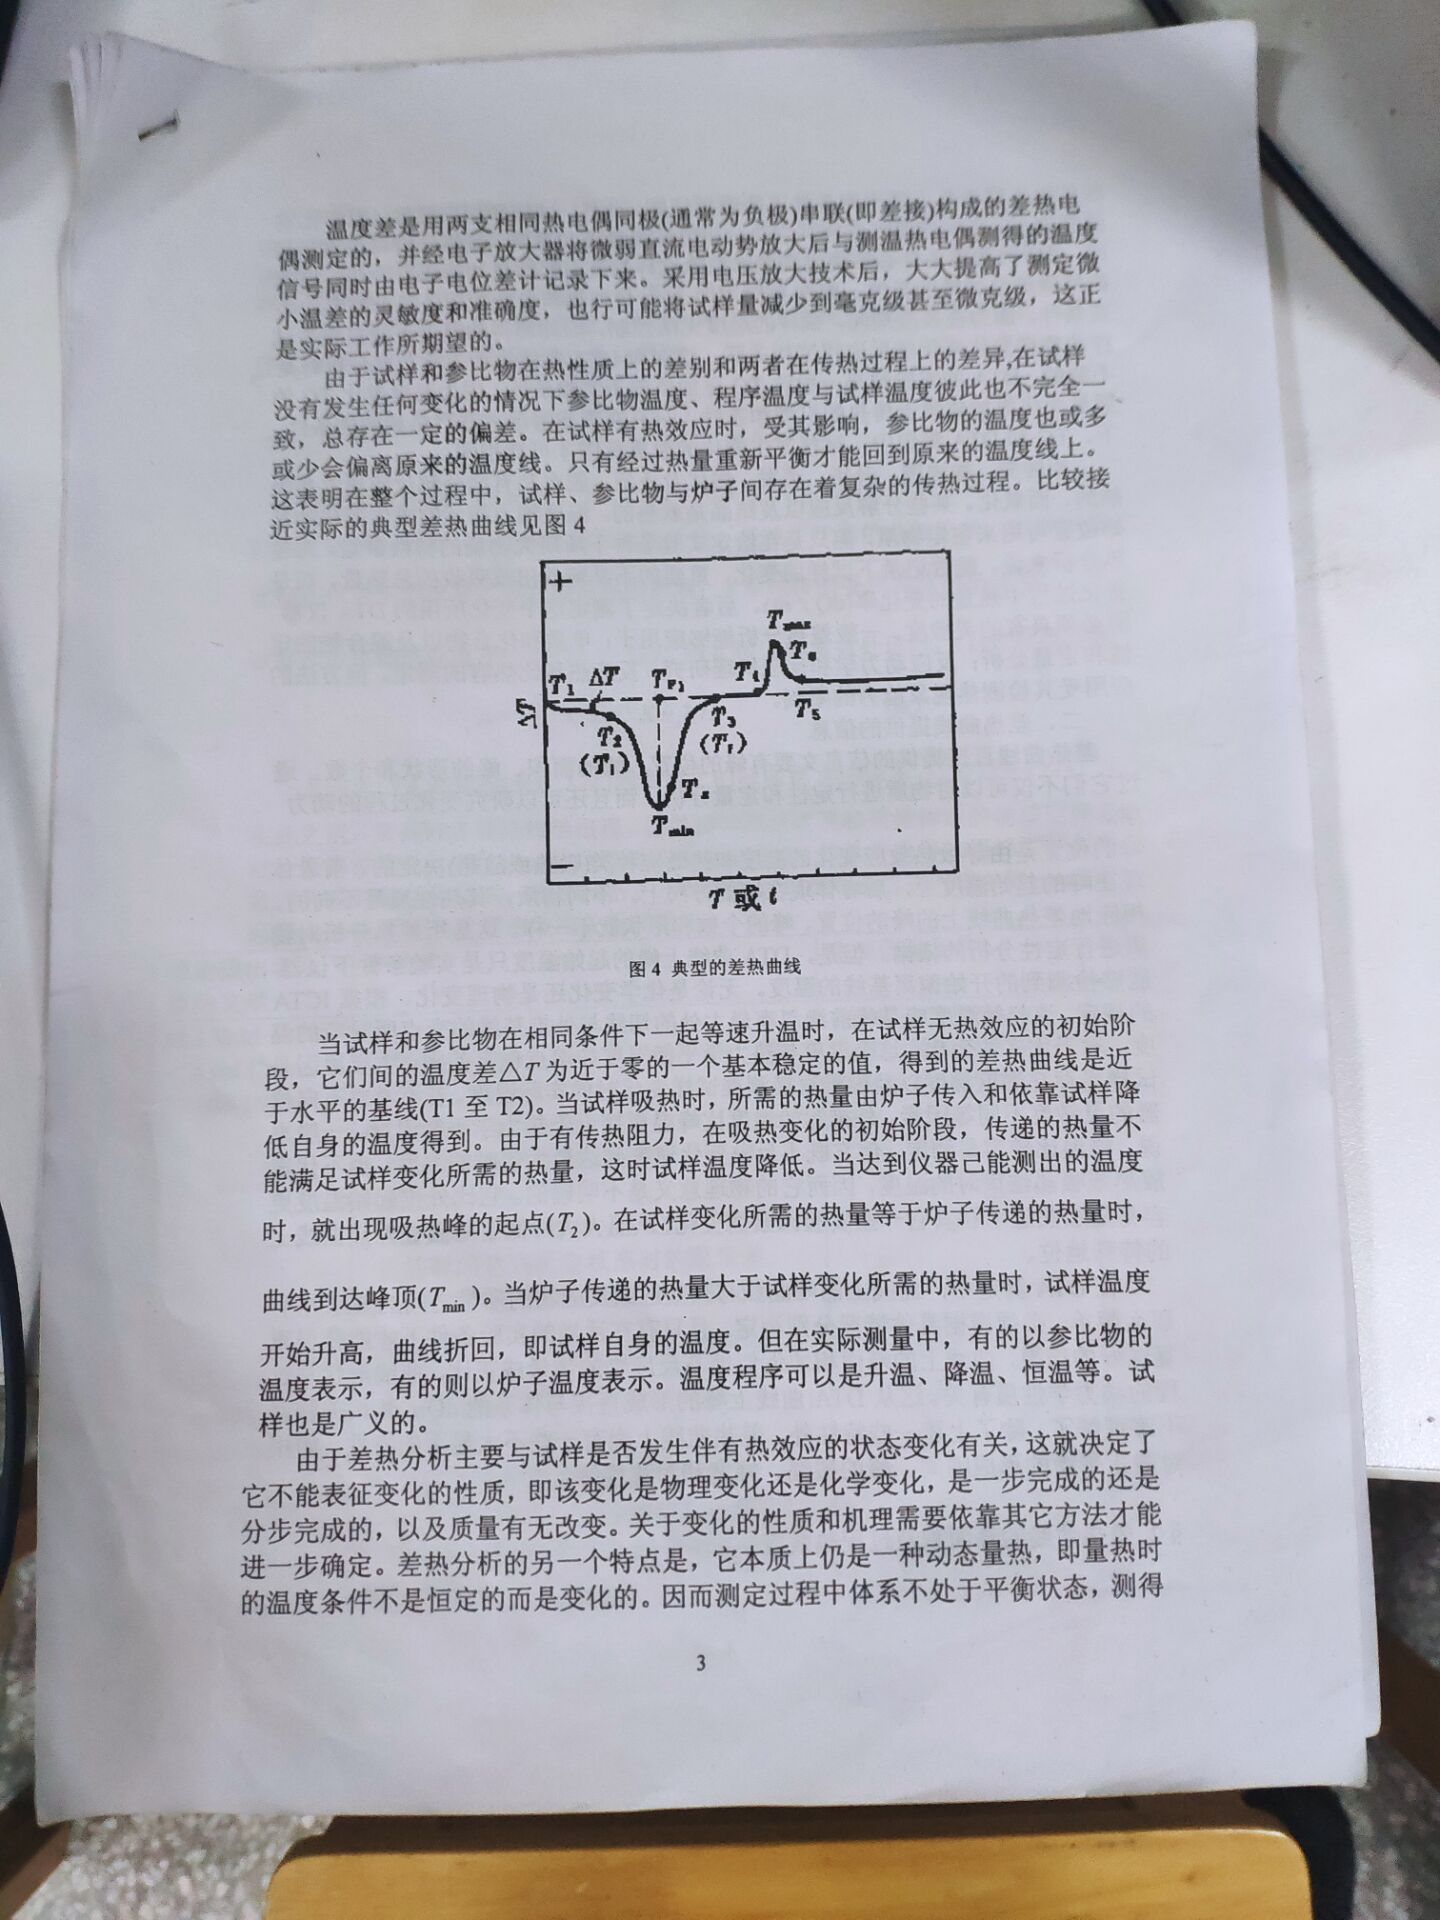 温度差是用两支相同热电偶同极(通常为负极)串联(即差接)构成的差热电
偶测定的，并经电子放大器将微弱直流电动势放大后与测温热电偶测得的温度
信号同时由电子电位差计记录下来。采用电压放大技术后，大大提高了测定微
小温差的灵敏度和准确度，也行可能将试样量减少到毫克级甚至微克级，这正
是实际工作所期望的。
由于试样和参比物在热性质上的差别和两者在传热过程上的差异,在试样
没有发生任何变化的情况下参比物温度、程序温度与试样温度彼此也不完全一
致，总存在一定的偏差。在试样有热效应时，受其影响，参比物的温度也或多
或少会偏离原来的温度线。只有经过热量重新平衡才能回到原来的温度线上。
这表明在整个过程中，试样、参比物与炉子间存在着复杂的传热过程。比较接
近实际的典型差热曲线见图 4
+
Tmax
T1 ΔT
T4
ΔT
T2 T3 T5
(Ti) (Tf)
Tmin
−
T 或 t
图 4 典型的差热曲线
当试样和参比物在相同条件下一起等速升温时，在试样无热效应的初始阶
段，它们间的温度差△T 为近于零的一个基本稳定的值，得到的差热曲线是近
于水平的基线(T1 至 T2)。当试样吸热时，所需的热量由炉子传入和依靠试样降
低自身的温度得到。由于有传热阻力，在吸热变化的初始阶段，传递的热量不
能满足试样变化所需的热量，这时试样温度降低。当达到仪器己能测出的温度
时，就出现吸热峰的起点(T2)。在试样变化所需的热量等于炉子传递的热量时，
曲线到达峰顶(Tmin )。当炉子传递的热量大于试样变化所需的热量时，试样温度
开始升高，曲线折回，即试样自身的温度。但在实际测量中，有的以参比物的
温度表示，有的则以炉子温度表示。温度程序可以是升温、降温、恒温等。试
样也是广义的。
由于差热分析主要与试样是否发生伴有热效应的状态变化有关，这就决定了
它不能表征变化的性质，即该变化是物理变化还是化学变化，是一步完成的还是
分步完成的，以及质量有无改变。关于变化的性质和机理需要依靠其它方法才能
进一步确定。差热分析的另一个特点是，它本质上仍是一种动态量热，即量热时
的温度条件不是恒定的而是变化的。因而测定过程中体系不处于平衡状态，测得
3